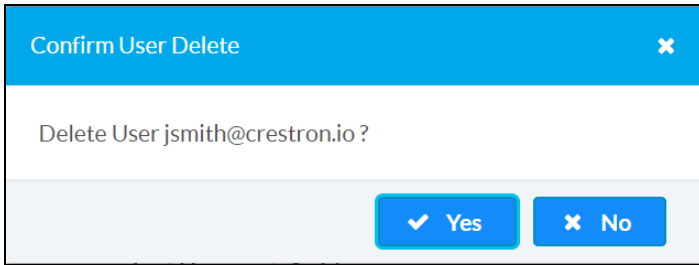 Confirm User Delete
Delete User jsmith@crestron.io ?
Yes No